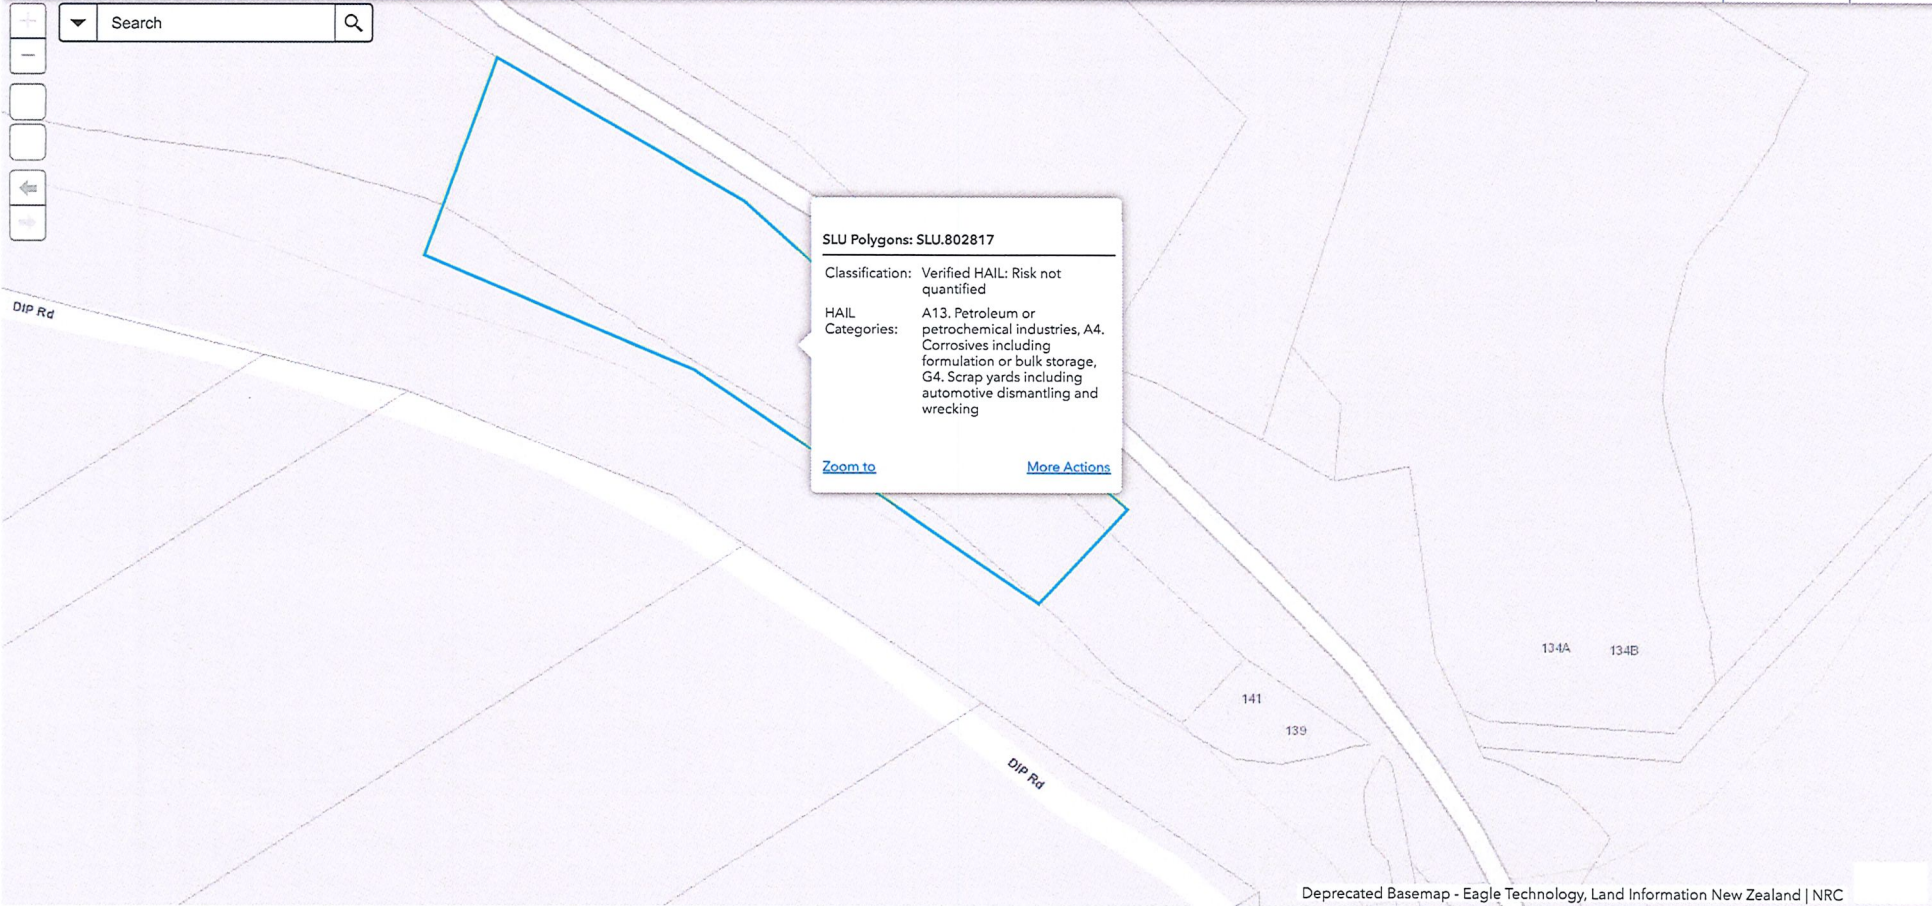 Search
DIP Rd
SLU Polygons: SLU.802817
Classification: Verified HAIL: Risk not
quantified
HAIL
Categories:
A13. Petroleum or
petrochemical industries, A4.
Corrosives including
formulation or bulk storage,
G4. Scrap yards including
automotive dismantling and
wrecking
Zoom to
More Actions
134A
134B
141
139
DIP Rd
Deprecated Basemap - Eagle Technology, Land Information New Zealand | NRC